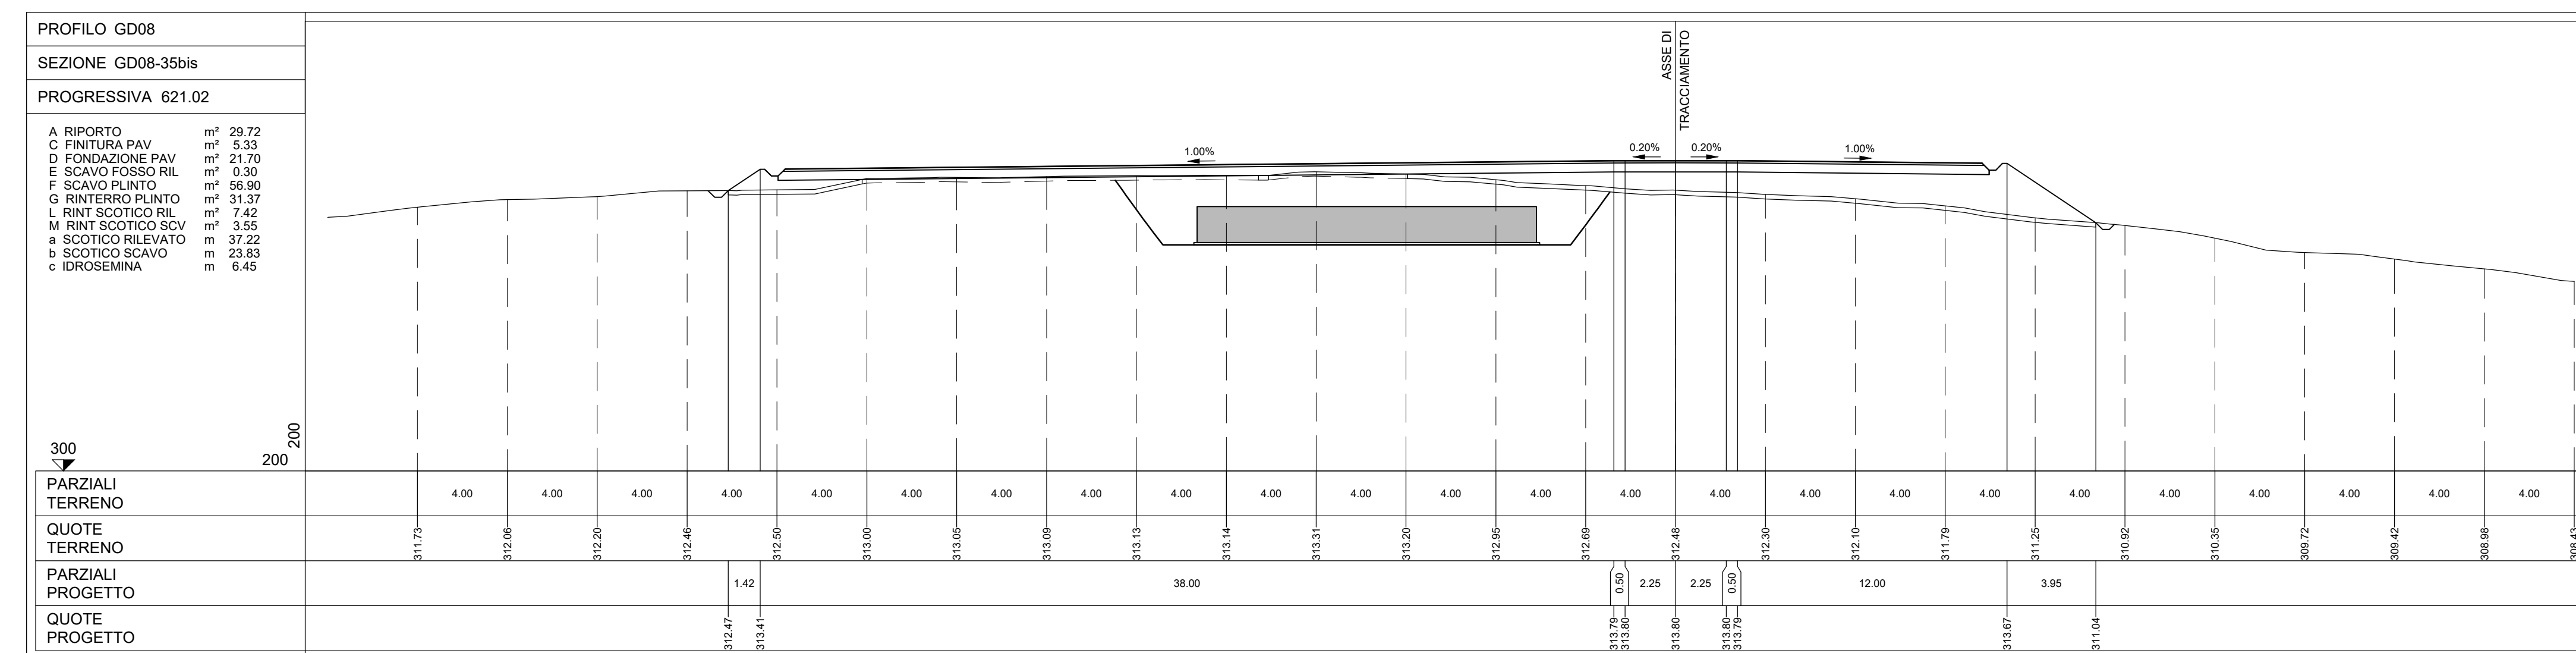 PROFILO GD08
SEZIONE GD08-35bis
PROGRESSIVA 621.02
A RIPORTO m² 29.72
C FINITURA PAV m² 5.33
D FONDAZIONE PAV m² 21.70
E SCAVO FOSSO RIL m² 0.30
F SCAVO PLINTO m² 56.90
G RINTERRO PLINTO m² 31.37
L RINT SCOTICO RIL m² 7.42
M RINT SCOTICO SCV m² 3.55
a SCOTICO RILEVATO m 37.22
b SCOTICO SCAVO m 23.83
c IDROSEMINA m 6.45
ASSE DI
TRACCIAMENTO
1.00% 0.20% 0.20% 1.00%
300
200
200
PARZIALI
TERRENO
4.00 4.00 4.00 4.00 4.00 4.00 4.00 4.00 4.00 4.00 4.00 4.00 4.00 4.00 4.00 4.00 4.00 4.00 4.00 4.00 4.00 4.00 4.00 4.00
QUOTE
TERRENO
311.73 312.06 312.20 312.46 312.50 313.00 313.05 313.09 313.13 313.14 313.31 313.20 312.95 312.69 312.48 312.30 312.10 311.79 311.25 310.92 310.35 309.72 309.42 308.98
PARZIALI
PROGETTO
1.42 38.00 0.50 2.25 2.25 0.50 12.00 3.95
QUOTE
PROGETTO
312.47 313.41 313.79 313.80 313.80 313.80 313.79 313.67 311.04